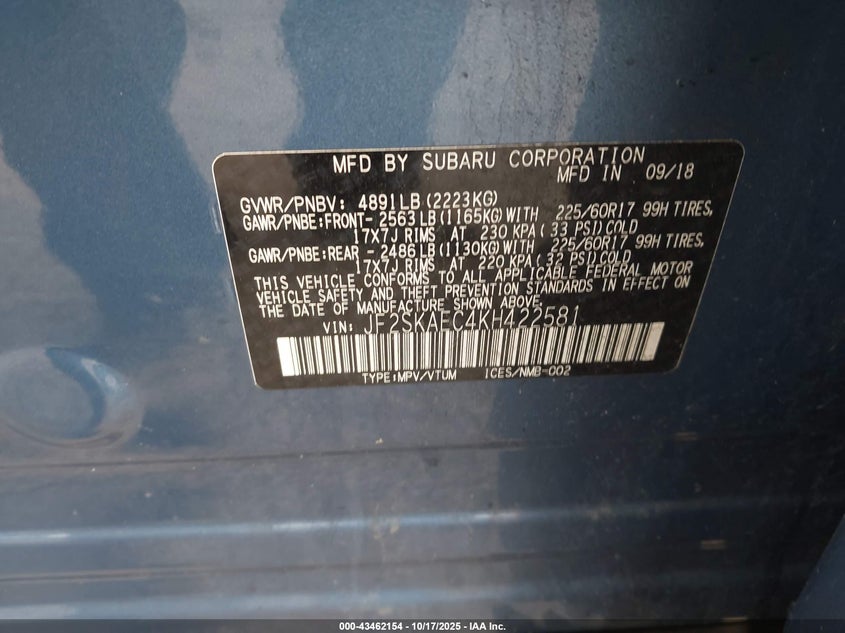 MFD BY SUBARU CORPORATION
MFD IN 09/18
GVWR/PNBV: 4891LB(2223KG)
GAWR/PNBE:FRONT- 2563LB(1165KG)WITH 225/60R17 99H TIRES,
17X7J RIMS AT 230 KPA(33 PSI)COLD
GAWR/PNBE:REAR - 2486LB(1130KG)WITH 225/60R17 99H TIRES,
17X7J RIMS AT 220 KPA(32 PSI)COLD
THIS VEHICLE CONFORMS TO ALL APPLICABLE FEDERAL MOTOR
VEHICLE SAFETY AND THEFT PREVENTION STANDARDS IN EFFECT ON
THE DATE OF MANUFACTURE SHOWN ABOVE.
VIN: JF2SKAEC4KH422581
TYPE:MPV/VTUM ICES/NMB-002
000-43462154 - 10/17/2025 - IAA Inc.